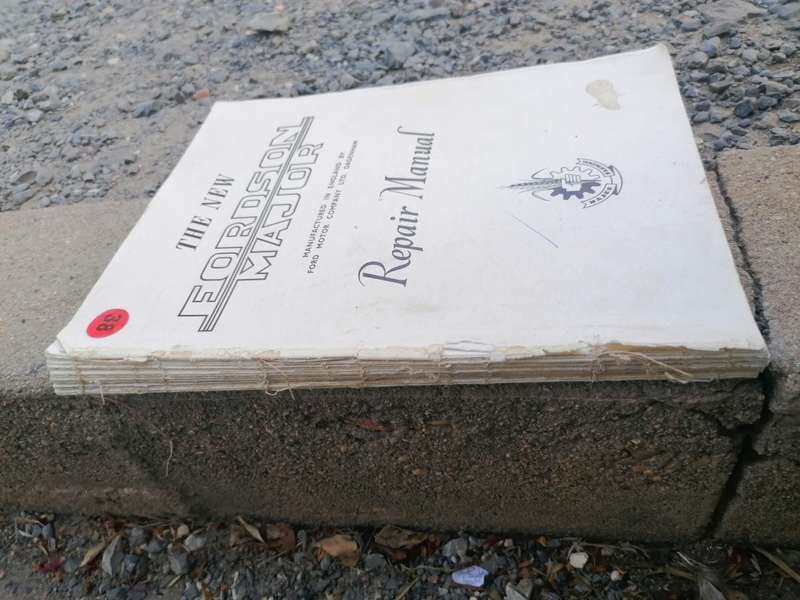 THE NEW
FORDSON
MAJOR
MANUFACTURED IN ENGLAND BY
FORD MOTOR COMPANY LTD. DAGENHAM
Repair Manual
38